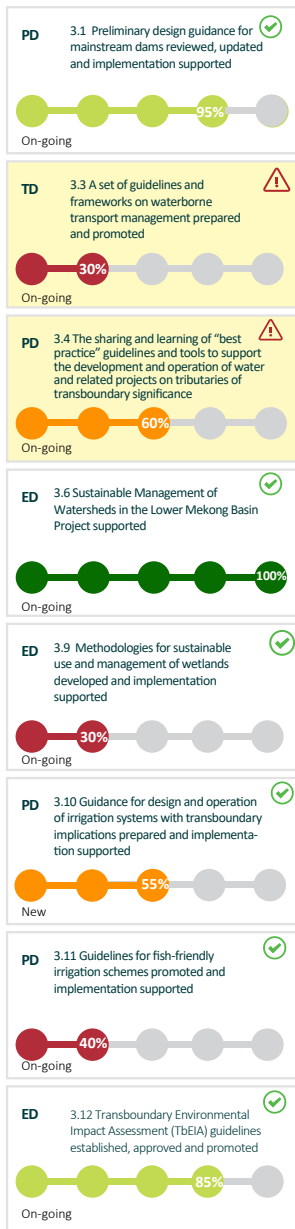 PD
3.1 Preliminary design guidance for
mainstream dams reviewed, updated
and implementation supported
95%
On-going
TD
3.3 A set of guidelines and
frameworks on waterborne
transport management prepared
and promoted
30%
On-going
PD
3.4 The sharing and learning of “best
practice” guidelines and tools to support
the development and operation of water
and related projects on tributaries of
transboundary significance
60%
On-going
ED
3.6 Sustainable Management of
Watersheds in the Lower Mekong Basin
Project supported
100%
On-going
ED
3.9 Methodologies for sustainable
use and management of wetlands
developed and implementation
supported
30%
On-going
PD
3.10 Guidance for design and operation
of irrigation systems with transboundary
implications prepared and implementa-
tion supported
55%
New
PD
3.11 Guidelines for fish-friendly
irrigation schemes promoted and
implementation supported
40%
On-going
ED
3.12 Transboundary Environmental
Impact Assessment (TbEIA) guidelines
established, approved and promoted
85%
On-going